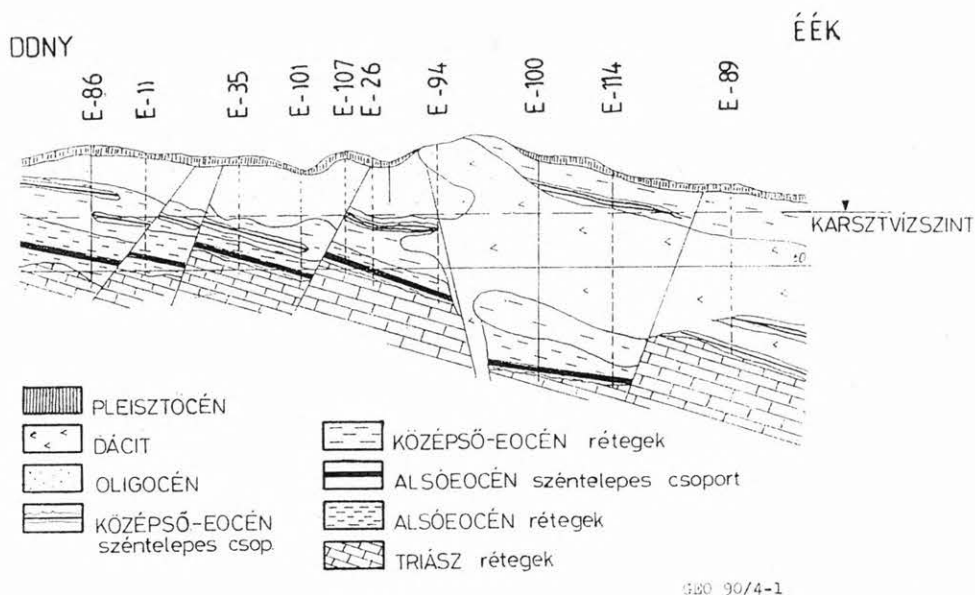 DDNY
ÉÉK
E-86
E-11
E-35
E-101
E-107
E-26
E-94
E-100
E-114
E-89
KARSZTVÍZSZINT
PLEISZTOCÉN
DÁCIT
OLIGOCÉN
KÖZÉPSŐ-EOCÉN
széntelepes csop.
KÖZÉPSŐ-EOCÉN rétegek
ALSÓEOCÉN széntelepes csoport
ALSÓEOCÉN rétegek
TRIÁSZ rétegek
GEO 90/4-1